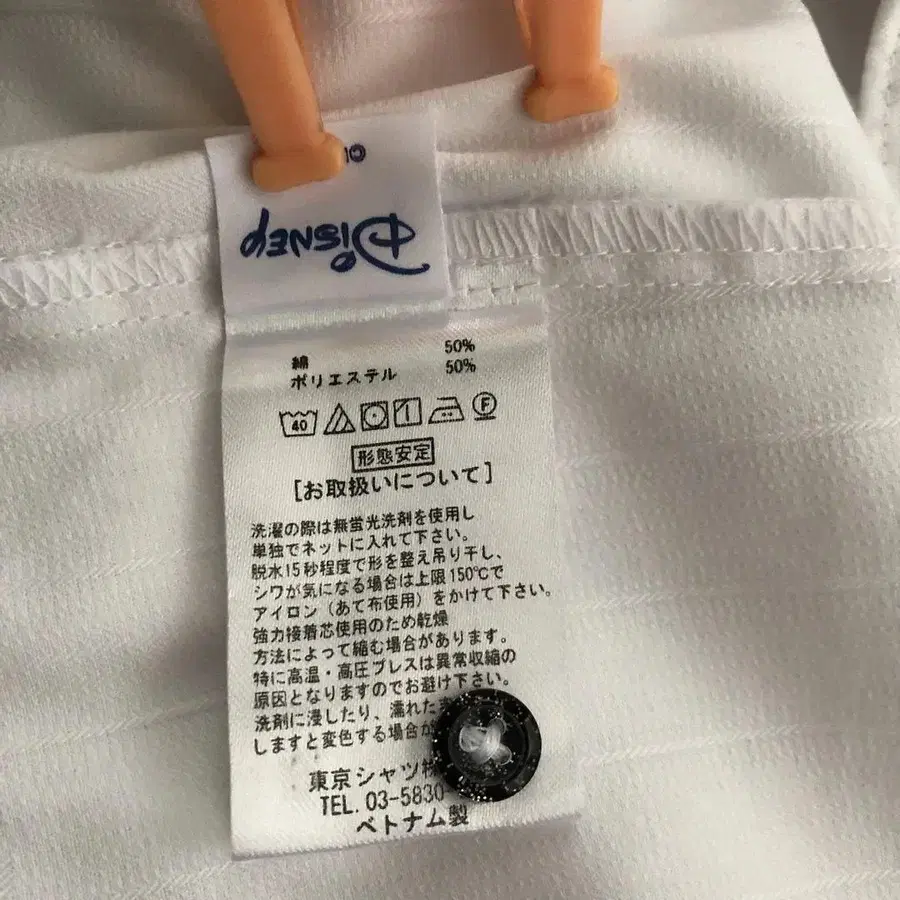 ©
Disney
綿 50%
ポリエステル 50%
40
F
形態安定
[お取扱いについて]
洗濯の際は無蛍光洗剤を使用し
単独でネットに入れて下さい。
脱水15秒程度で形を整え吊り干し、
シワが気になる場合は上限150℃で
アイロン(あて布使用)をかけて下さい。
強力接着芯使用のため乾燥
方法によって縮む場合があります。
特に高温・高圧プレスは異常収縮の
原因となりますのでお避け下さい。
洗剤に浸したり、濡れたま
しますと変色する場合が
東京シャツ株
TEL. 03-5830-
ベトナム製